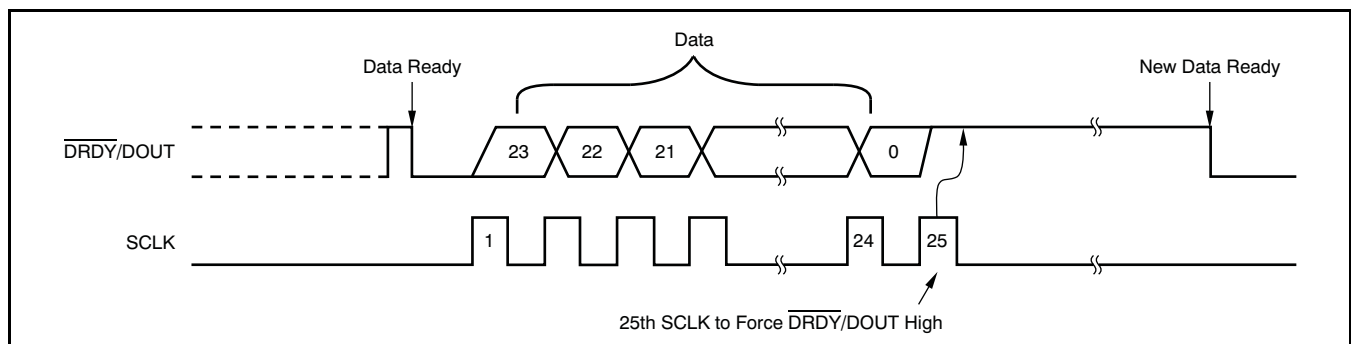 Data
Data Ready
New Data Ready
DRDY/DOUT
23
22
21
0
SCLK
1
24
25
25th SCLK to Force DRDY/DOUT High